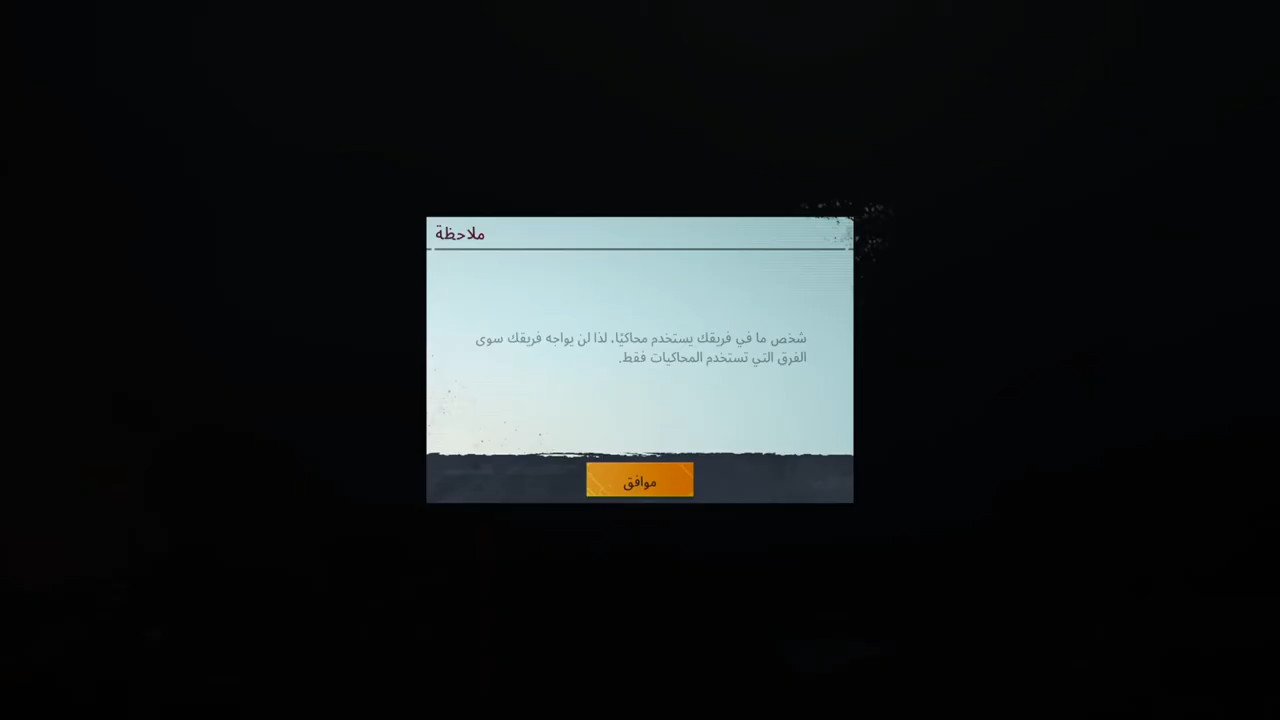 ملاحظة
شخص ما في فريقك يستخدم محاكيًا، لذا لن يواجه فريقك سوى
الفرق التي تستخدم المحاكيات فقط.
موافق